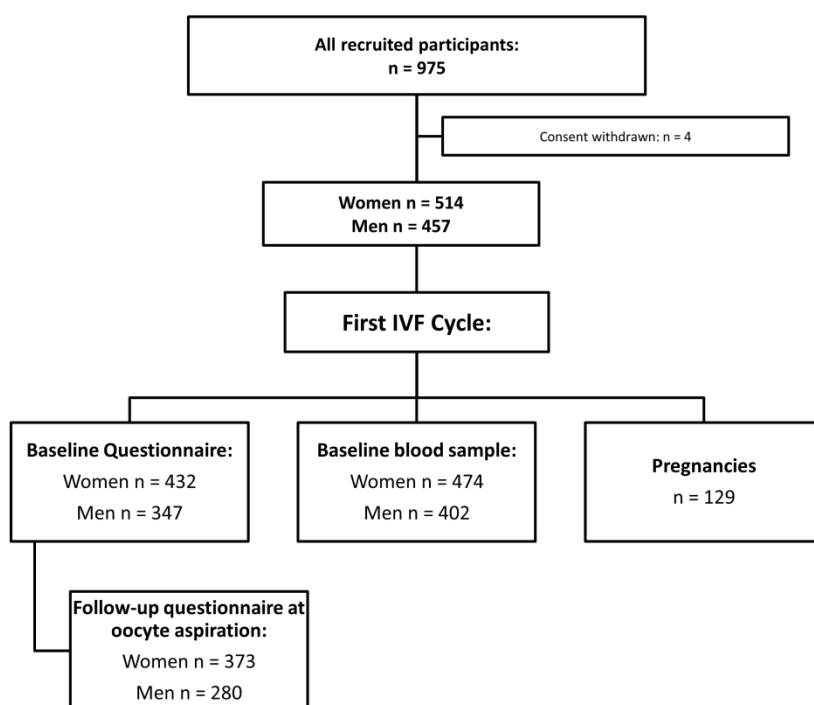 All recruited participants:
n = 975
Consent withdrawn: n = 4
Women n = 514
Men n = 457
First IVF Cycle:
Baseline Questionnaire:
Women n = 432
Men n = 347
Baseline blood sample:
Women n = 474
Men n = 402
Pregnancies
n = 129
Follow-up questionnaire at
oocyte aspiration:
Women n = 373
Men n = 280